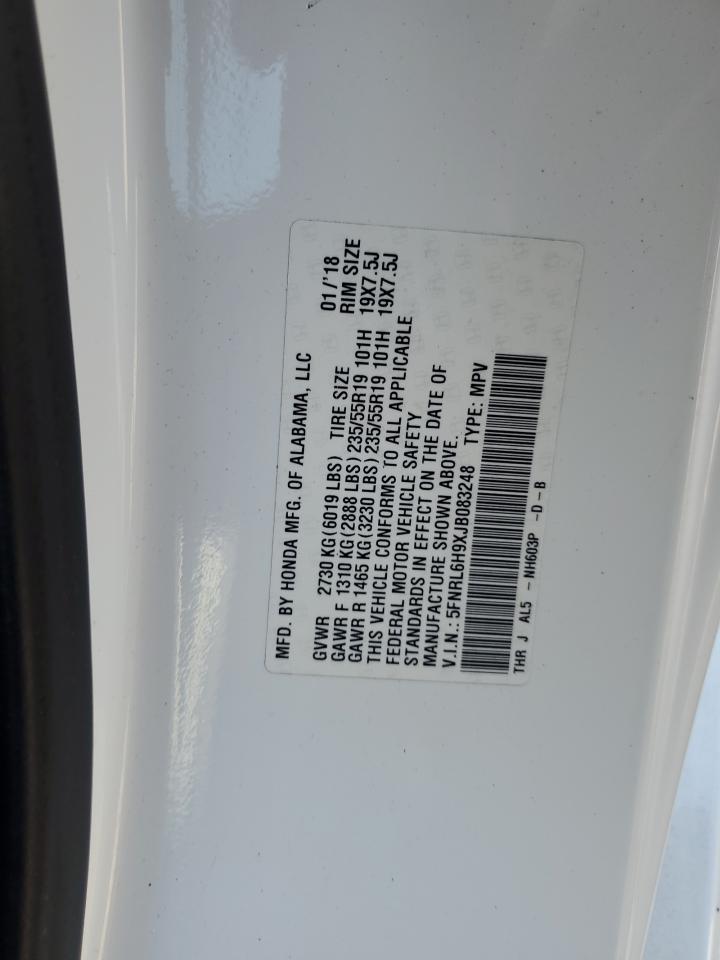 MFD. BY HONDA MFG. OF ALABAMA, LLC 01/'18
GVWR 2730 KG(6019 LBS) TIRE SIZE RIM SIZE
GAWR F 1310 KG(2888 LBS) 235/55R19 101H 19X7.5J
GAWR R 1465 KG(3230 LBS) 235/55R19 101H 19X7.5J
THIS VEHICLE CONFORMS TO ALL APPLICABLE
FEDERAL MOTOR VEHICLE SAFETY
STANDARDS IN EFFECT ON THE DATE OF
MANUFACTURE SHOWN ABOVE.
V.I.N.: 5FNRL6H9XJB083248 TYPE: MPV
THR J AL5 - NH603P -D-B